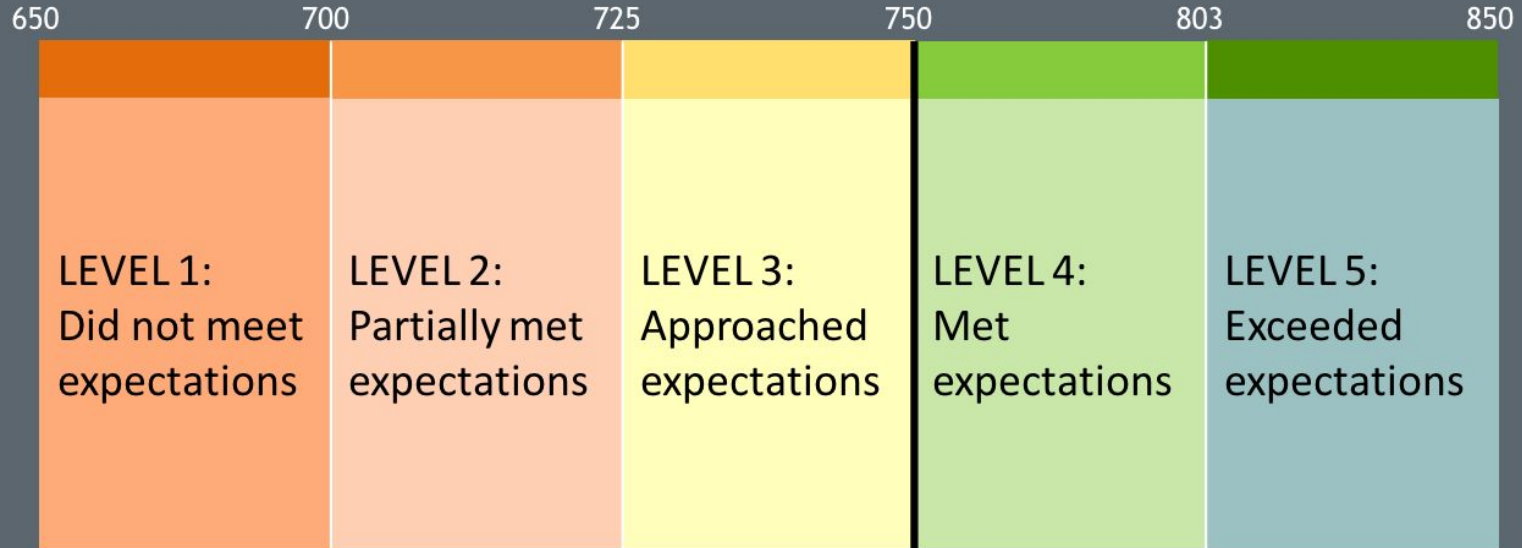 650 700 725 750 803 850
LEVEL 1:
Did not meet
expectations
LEVEL 2:
Partially met
expectations
LEVEL 3:
Approached
expectations
LEVEL 4:
Met
expectations
LEVEL 5:
Exceeded
expectations